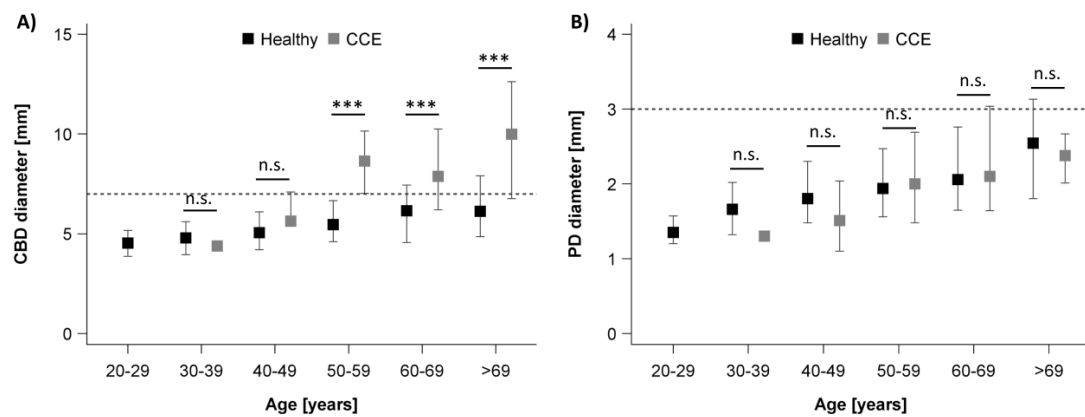 A)
Healthy CCE
CBD diameter [mm]
15
10
5
0
n.s.
n.s.
***
***
***
20-29 30-39 40-49 50-59 60-69 >69
Age [years]
B)
Healthy CCE
PD diameter [mm]
4
3
2
1
0
n.s.
n.s.
n.s.
n.s.
n.s.
20-29 30-39 40-49 50-59 60-69 >69
Age [years]